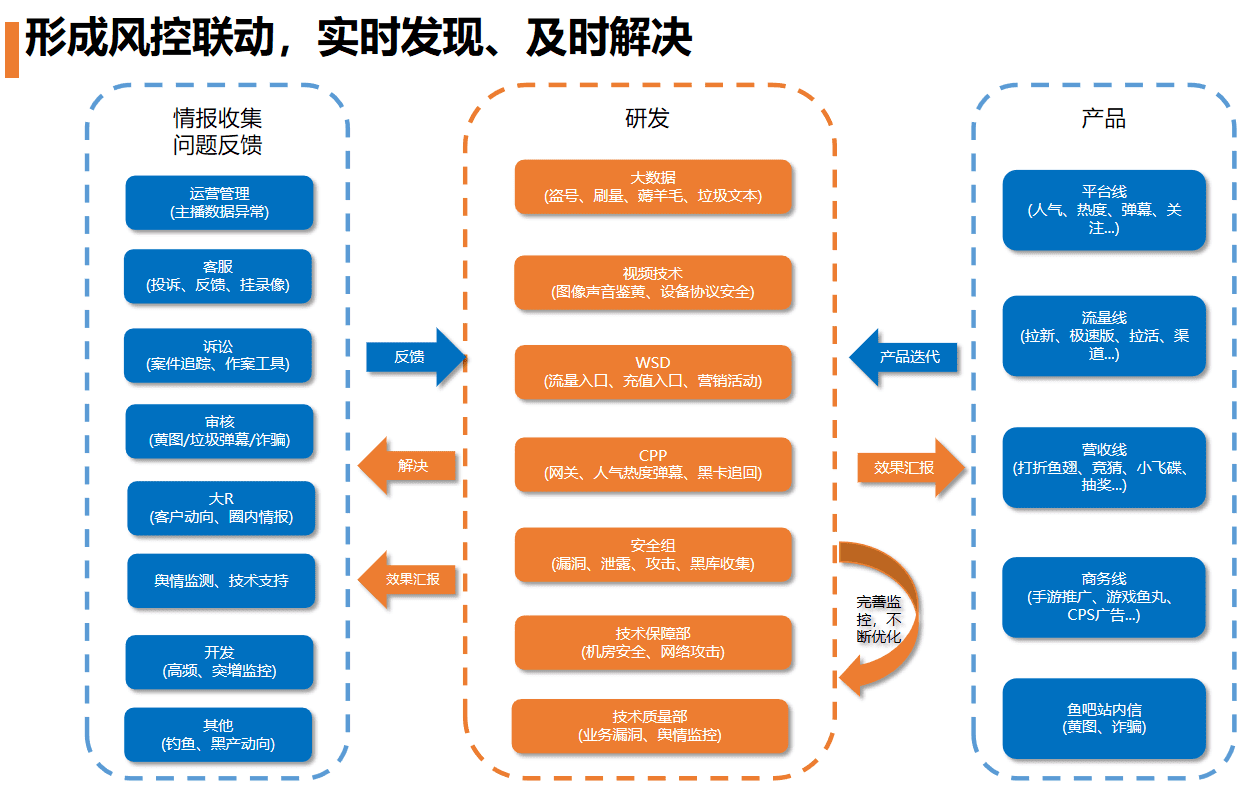 形成风控联动，实时发现、及时解决
情报收集
问题反馈
运营管理
(主播数据异常)
客服
(投诉、反馈、挂录像)
诉讼
(案件追踪、作案工具)
审核
(黄图/垃圾弹幕/诈骗)
大R
(客户动向、圈内情报)
舆情监测、技术支持
开发
(高频、突增监控)
其他
(钓鱼、黑产动向)
反馈
解决
效果汇报
研发
大数据
(盗号、刷量、薅羊毛、垃圾文本)
视频技术
(图像声音鉴黄、设备协议安全)
WSD
(流量入口、充值入口、营销活动)
CPP
(网关、人气热度弹幕、黑卡追回)
安全组
(漏洞、泄露、攻击、黑库收集)
技术保障部
(机房安全、网络攻击)
技术质量部
(业务漏洞、舆情监控)
产品迭代
效果汇报
完善监
控，不
断优化
产品
平台线
(人气、热度、弹幕、关
注...)
流量线
(拉新、极速版、拉活、渠
道...)
营收线
(打折鱼翅、竞猜、小飞碟、
抽奖...)
商务线
(手游推广、游戏鱼丸、
CPS广告...)
鱼吧站内信
(黄图、诈骗)